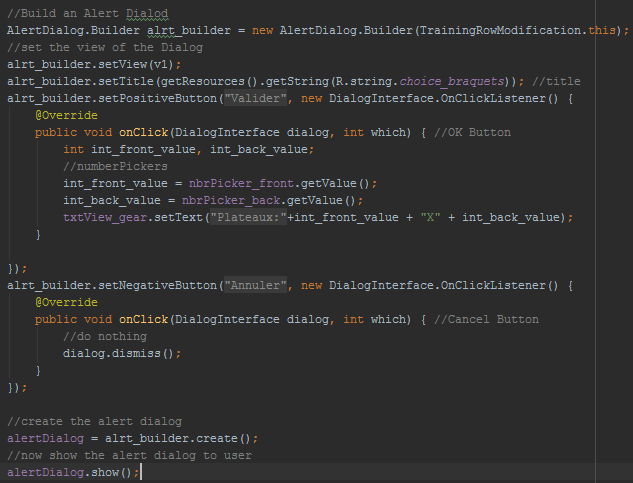 //Build an Alert Dialod
AlertDialog.Builder alrt_builder = new AlertDialog.Builder(TrainingRowModification.this);
//set the view of the Dialog
alrt_builder.setView(v1);
alrt_builder.setTitle(getResources().getString(R.string.choice_braquets)); //title
alrt_builder.setPositiveButton("Valider", new DialogInterface.OnClickListener() {
    @Override
    public void onClick(DialogInterface dialog, int which) { //OK Button
        int int_front_value, int_back_value;
        //numberPickers
        int_front_value = nbrPicker_front.getValue();
        int_back_value = nbrPicker_back.getValue();
        txtView_gear.setText("Plateaux:"+int_front_value + "X" + int_back_value);
    }

});
alrt_builder.setNegativeButton("Annuler", new DialogInterface.OnClickListener() {
    @Override
    public void onClick(DialogInterface dialog, int which) { //Cancel Button
        //do nothing
        dialog.dismiss();
    }
});

//create the alert dialog
alertDialog = alrt_builder.create();
//now show the alert dialog to user
alertDialog.show();